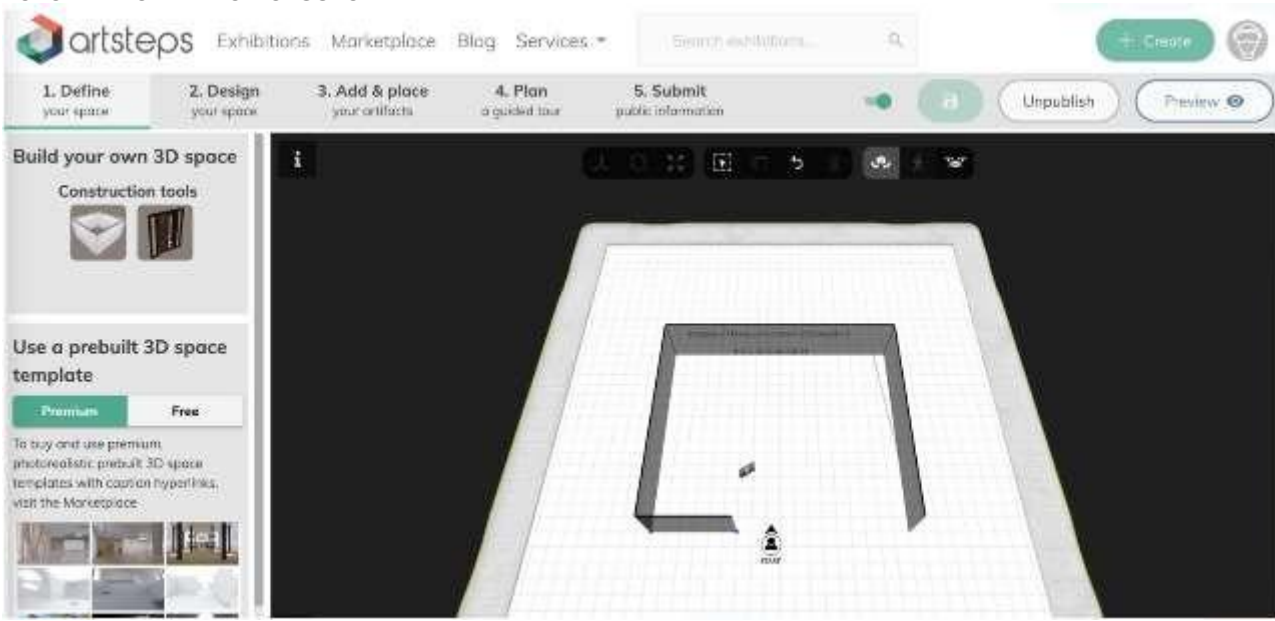 artsteps
Exhibitions Marketplace Blog Services
Search exhibitions...
+ Create
1. Define
your space
2. Design
your space
3. Add & place
your artifacts
4. Plan
a guided tour
5. Submit
public information
Unpublish
Preview
Build your own 3D space
Construction tools
i
Use a prebuilt 3D space
template
Premium
Free
To buy and use premium
photorealistic prebuilt 3D space
templates with caption hyperlinks,
visit the Marketplace